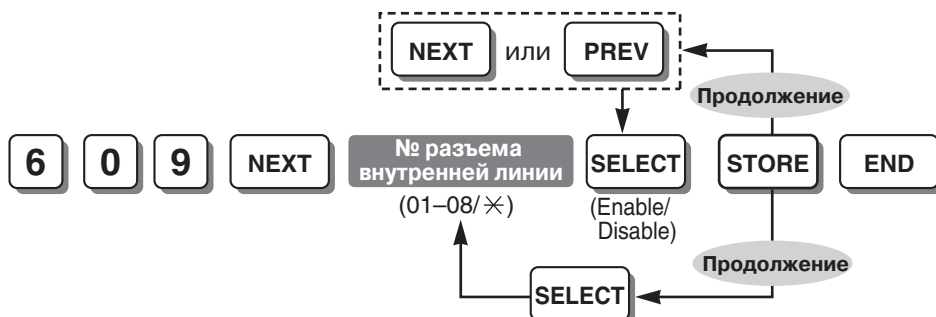 NEXT или PREV
Продолжение
6 0 9 NEXT № разъема внутренней линии SELECT STORE END
(01–08/✳)
(Enable/
Disable)
Продолжение
SELECT